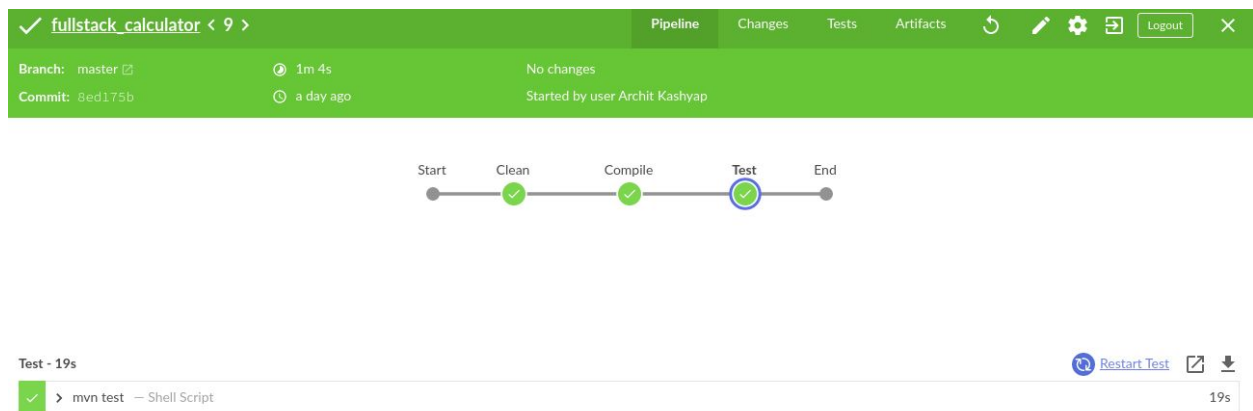 fullstack_calculator < 9 > Pipeline Changes Tests Artifacts Logout
Branch: master 1m 4s No changes
Commit: 8ed175b a day ago Started by user Archit Kashyap
Start Clean Compile Test End
Test - 19s Restart Test
mvn test — Shell Script 19s